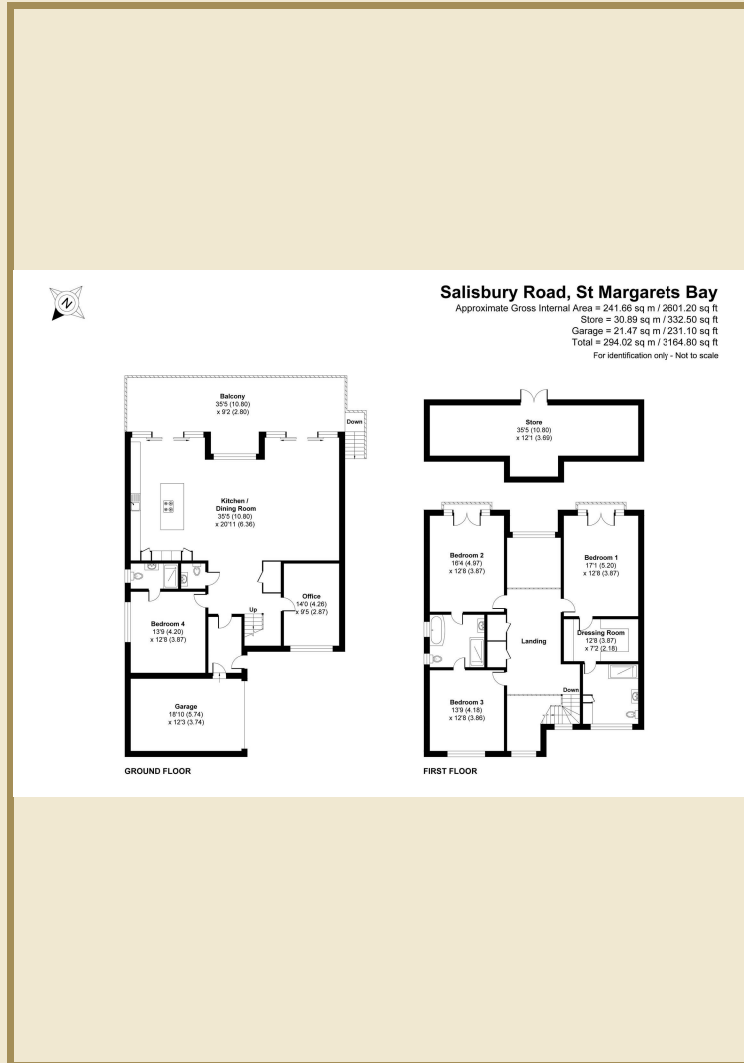 N
Salisbury Road, St Margarets Bay
Approximate Gross Internal Area = 241.66 sq m / 2601.20 sq ft
Store = 30.89 sq m / 332.50 sq ft
Garage = 21.47 sq m / 231.10 sq ft
Total = 294.02 sq m / 3164.80 sq ft
For identification only - Not to scale
Balcony
35'5 (10.80)
x 9'2 (2.80)
Down
Kitchen /
Dining Room
35'5 (10.80)
x 20'11 (6.36)
Office
14'0 (4.26)
x 9'5 (2.87)
Up
Bedroom 4
13'9 (4.20)
x 12'8 (3.87)
Garage
18'10 (5.74)
x 12'3 (3.74)
GROUND FLOOR
Store
35'5 (10.80)
x 12'1 (3.69)
Bedroom 2
16'4 (4.97)
x 12'8 (3.87)
Bedroom 1
17'1 (5.20)
x 12'8 (3.87)
Dressing Room
12'8 (3.87)
x 7'2 (2.18)
Landing
Down
Bedroom 3
13'9 (4.18)
x 12'8 (3.86)
FIRST FLOOR